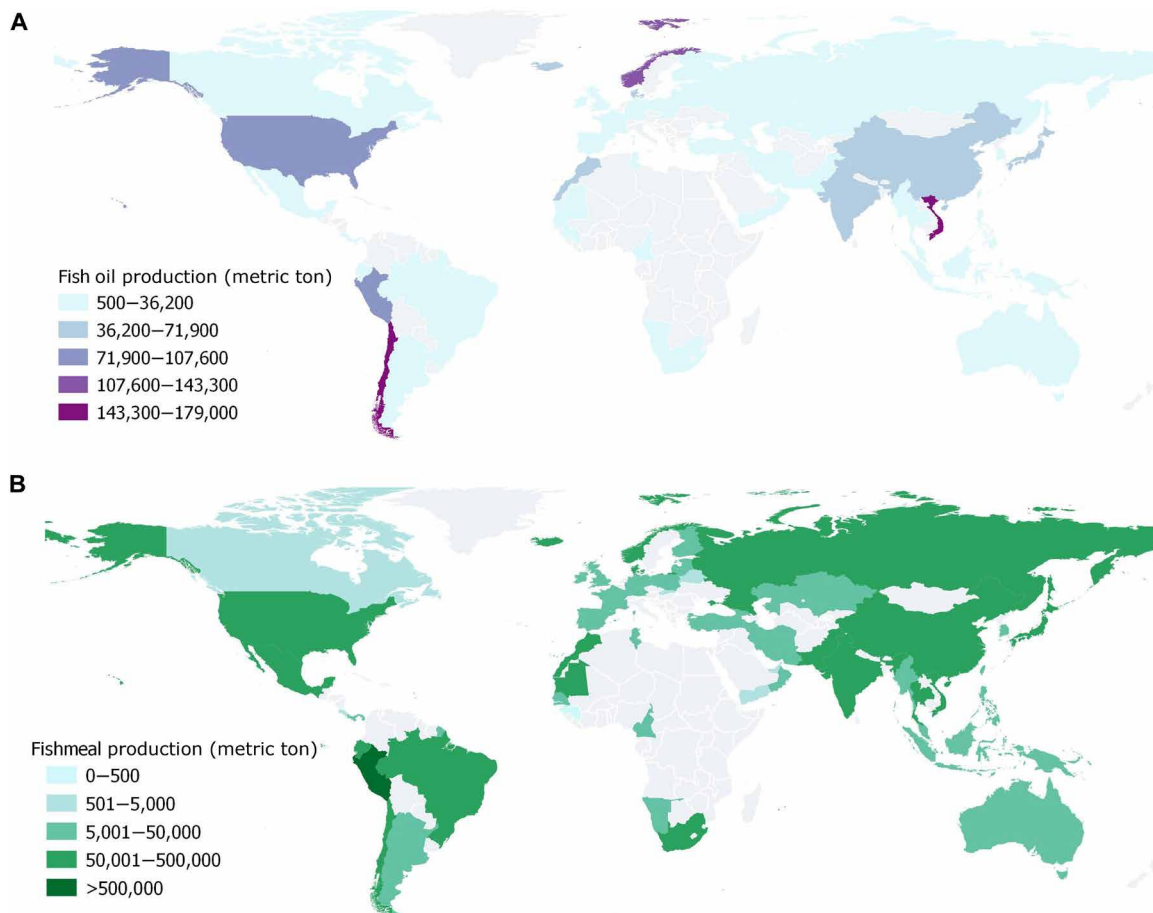 A
Fish oil production (metric ton)
500−36,200
36,200−71,900
71,900−107,600
107,600−143,300
143,300−179,000
B
Fishmeal production (metric ton)
0−500
501−5,000
5,001−50,000
50,001−500,000
>500,000